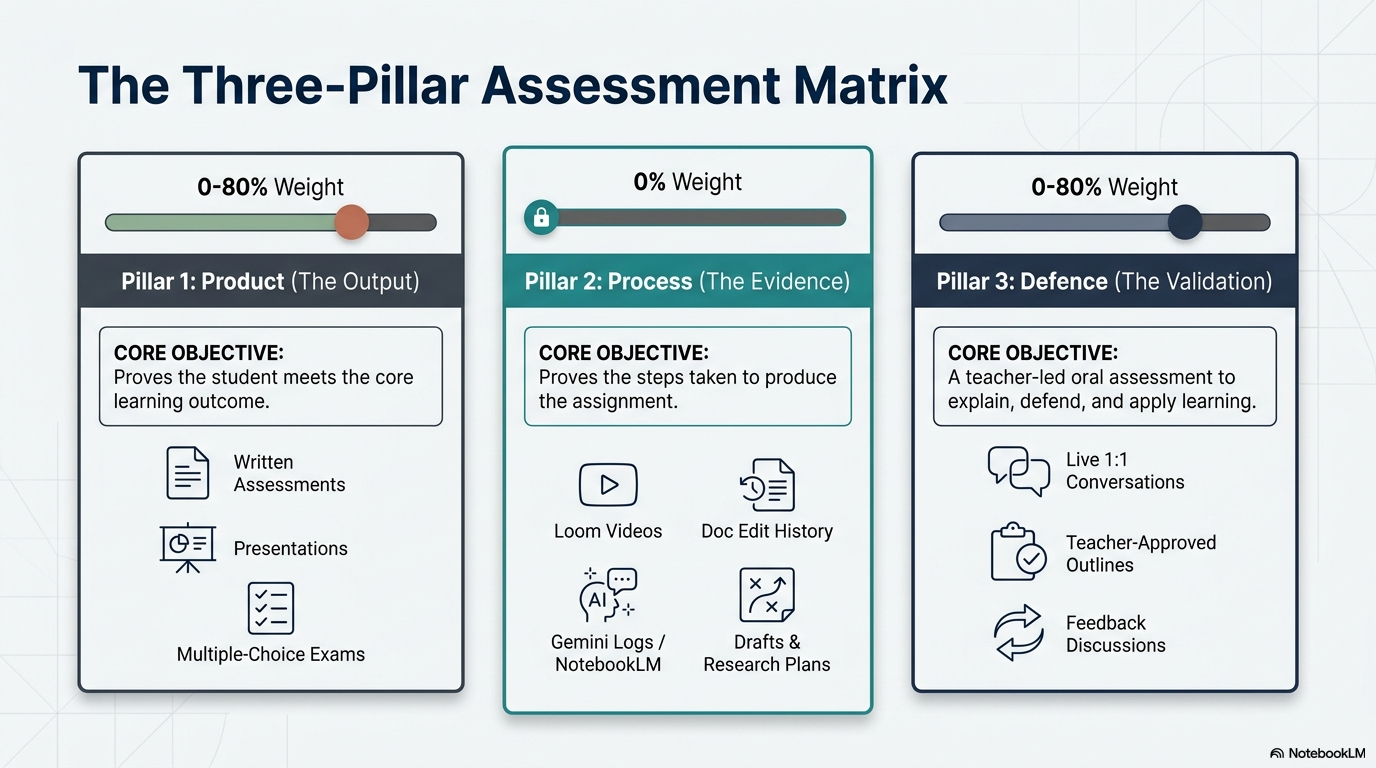 The Three-Pillar Assessment Matrix
0-80% Weight
Pillar 1: Product (The Output)
CORE OBJECTIVE:
Proves the student meets the core
learning outcome.
Written
Assessments
Presentations
Multiple-Choice Exams
0% Weight
Pillar 2: Process (The Evidence)
CORE OBJECTIVE:
Proves the steps taken to produce
the assignment.
Loom Videos
Doc Edit History
AI
Gemini Logs /
NotebookLM
Drafts &
Research Plans
0-80% Weight
Pillar 3: Defence (The Validation)
CORE OBJECTIVE:
A teacher-led oral assessment to
explain, defend, and apply learning.
Live 1:1
Conversations
Teacher-Approved
Outlines
Feedback
Discussions
NotebookLM